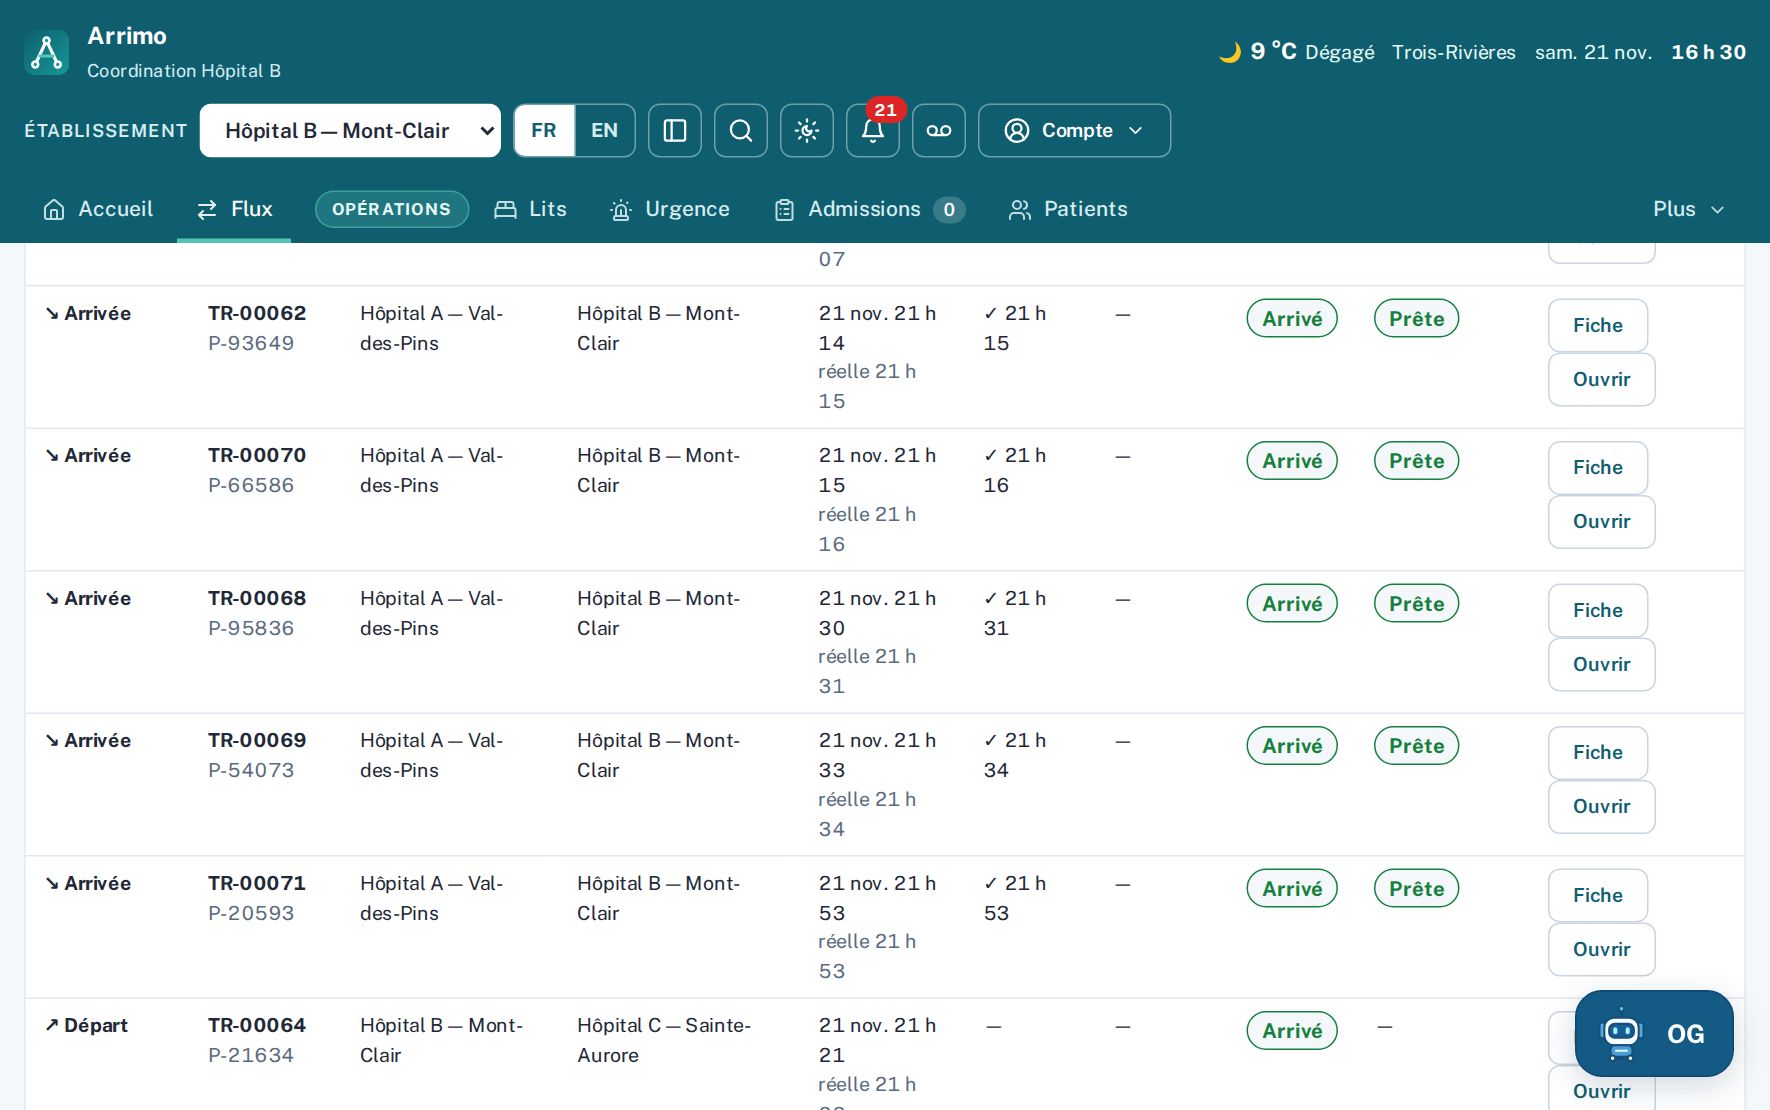 Arrimo
Coordination Hôpital B
🌙 9 °C Dégagé Trois-Rivières sam. 21 nov. 16 h 30
ÉTABLISSEMENT Hôpital B — Mont-Clair FR EN 21 Compte
Accueil Flux OPÉRATIONS Lits Urgence Admissions 0 Patients Plus
07
↘ Arrivée TR-00062 Hôpital A — Val- Hôpital B — Mont- 21 nov. 21 h ✓ 21 h — Arrivé Prête Fiche
P-93649 des-Pins Clair 14 15
réelle 21 h Ouvrir
15
↘ Arrivée TR-00070 Hôpital A — Val- Hôpital B — Mont- 21 nov. 21 h ✓ 21 h — Arrivé Prête Fiche
P-66586 des-Pins Clair 15 16
réelle 21 h Ouvrir
16
↘ Arrivée TR-00068 Hôpital A — Val- Hôpital B — Mont- 21 nov. 21 h ✓ 21 h — Arrivé Prête Fiche
P-95836 des-Pins Clair 30 31
réelle 21 h Ouvrir
31
↘ Arrivée TR-00069 Hôpital A — Val- Hôpital B — Mont- 21 nov. 21 h ✓ 21 h — Arrivé Prête Fiche
P-54073 des-Pins Clair 33 34
réelle 21 h Ouvrir
34
↘ Arrivée TR-00071 Hôpital A — Val- Hôpital B — Mont- 21 nov. 21 h ✓ 21 h — Arrivé Prête Fiche
P-20593 des-Pins Clair 53 53
réelle 21 h Ouvrir
53
↗ Départ TR-00064 Hôpital B — Mont- Hôpital C — Sainte- 21 nov. 21 h — — Arrivé — OG
P-21634 Clair Aurore 21
réelle 21 h Ouvrir